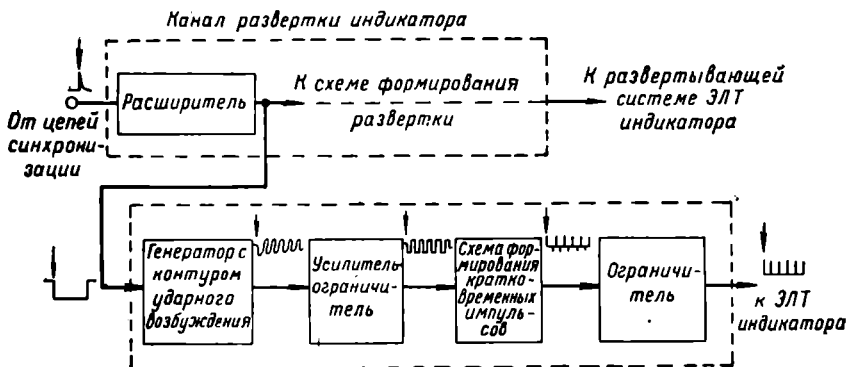 Канал развертки индикатора
Расширитель
К схеме формирования
развертки
К развертывающей
системе ЭЛТ
индикатора
От цепей
синхрони-
зации
Генератор с
контуром
ударного
возбуждения
Усилитель-
ограничи-
тель
Схема фор-
мирования
кратко-
временных
импуль-
сов
Ограничи-
тель
к ЭЛТ
индикатора